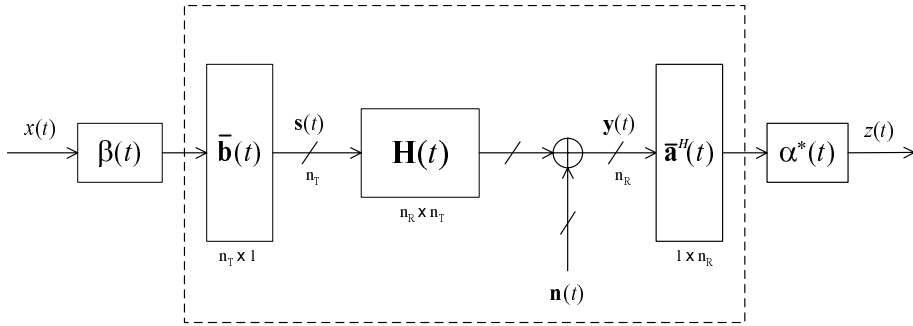 x(t)
β(t)
b̄(t)
n_T x 1
s(t)
n_T
H(t)
n_R x n_T
n(t)
y(t)
n_R
ā^H(t)
1 x n_R
α*(t)
z(t)